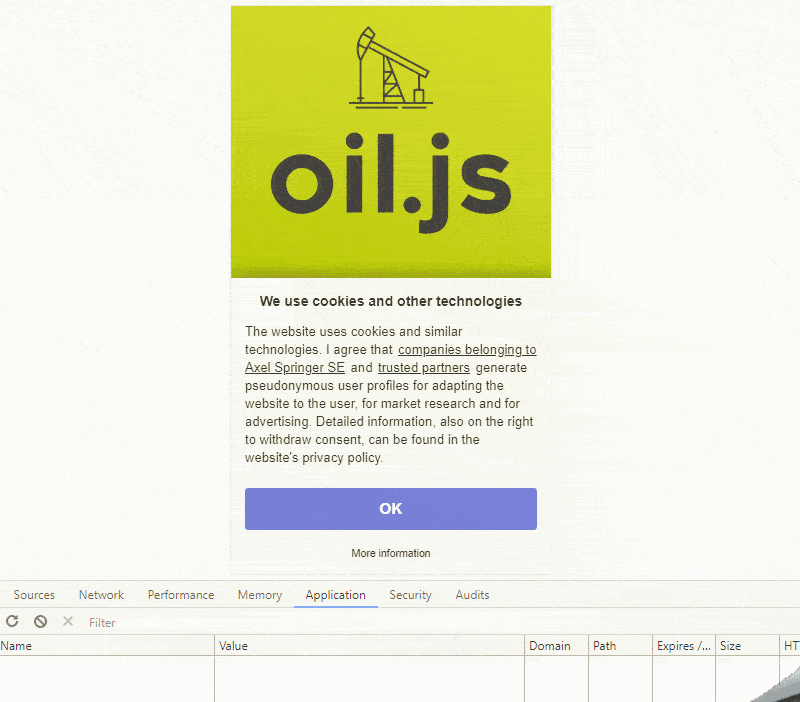 oil.js
We use cookies and other technologies
The website uses cookies and similar
technologies. I agree that companies belonging to
Axel Springer SE and trusted partners generate
pseudonymous user profiles for adapting the
website to the user, for market research and for
advertising. Detailed information, also on the right
to withdraw consent, can be found in the
website's privacy policy.
OK
More information
Sources Network Performance Memory Application Security Audits
Filter
Name Value Domain Path Expires /... Size HT